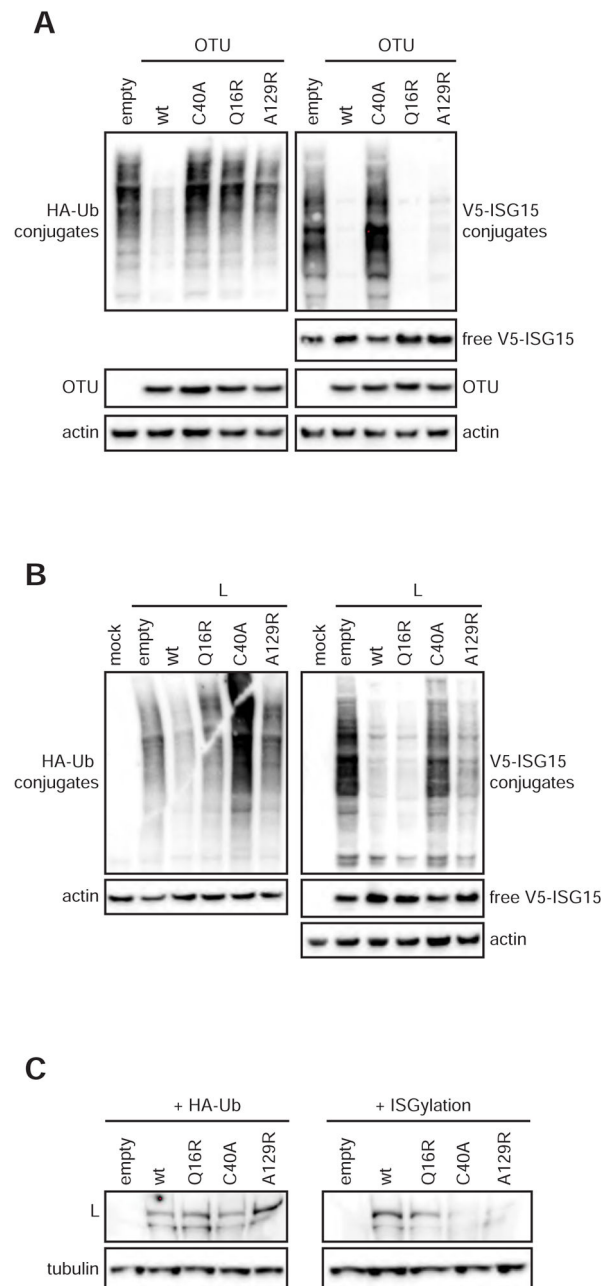 A
OTU OTU
empty wt C40A Q16R A129R empty wt C40A Q16R A129R
HA-Ub conjugates V5-ISG15 conjugates
free V5-ISG15
OTU OTU
actin actin
B
L L
mock empty wt Q16R C40A A129R mock empty wt Q16R C40A A129R
HA-Ub conjugates V5-ISG15 conjugates
actin free V5-ISG15
actin
C
+ HA-Ub + ISGylation
empty wt Q16R C40A A129R empty wt Q16R C40A A129R
L
tubulin